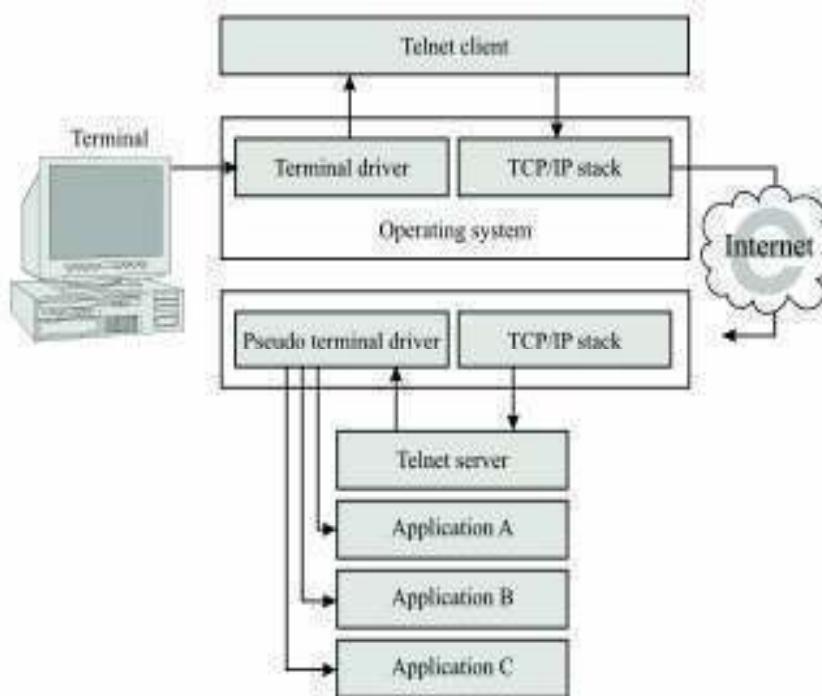 Telnet client
Terminal
Terminal driver
TCP/IP stack
Operating system
Internet
Pseudo terminal driver
TCP/IP stack
Telnet server
Application A
Application B
Application C